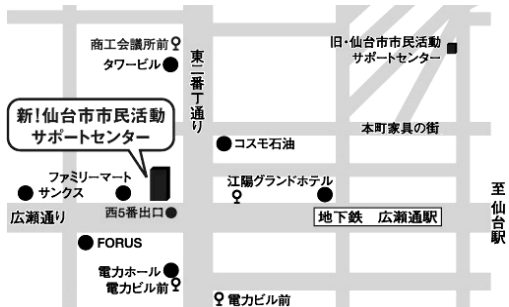 商工会議所前
タワービル
東二番丁通り
旧・仙台市市民活動
サポートセンター
新!仙台市市民活動
サポートセンター
本町家具の街
コスモ石油
ファミリーマート
サンクス
江陽グランドホテル
至仙台駅
広瀬通り
西5番出口
地下鉄 広瀬通駅
FORUS
電力ホール
電力ビル前
電力ビル前